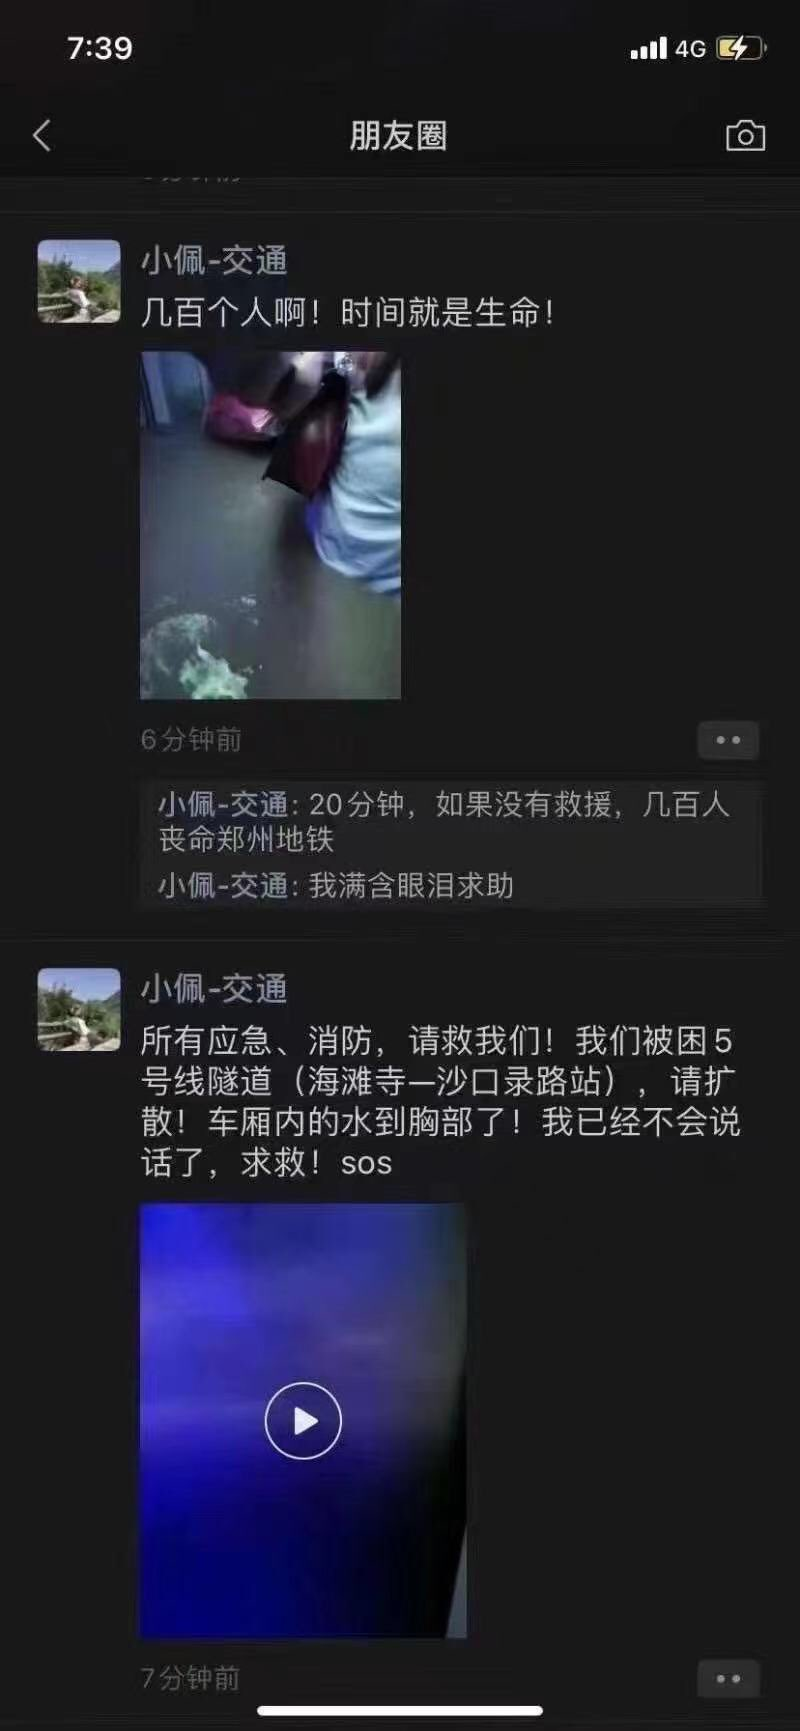 7:39
4G
朋友圈
小佩-交通
几百个人啊！时间就是生命！
6分钟前
小佩-交通: 20分钟，如果没有救援，几百人
丧命郑州地铁
小佩-交通: 我满含眼泪求助
小佩-交通
所有应急、消防，请救我们！我们被困5
号线隧道（海滩寺—沙口录路站），请扩
散！车厢内的水到胸部了！我已经不会说
话了，求救！sos
7分钟前